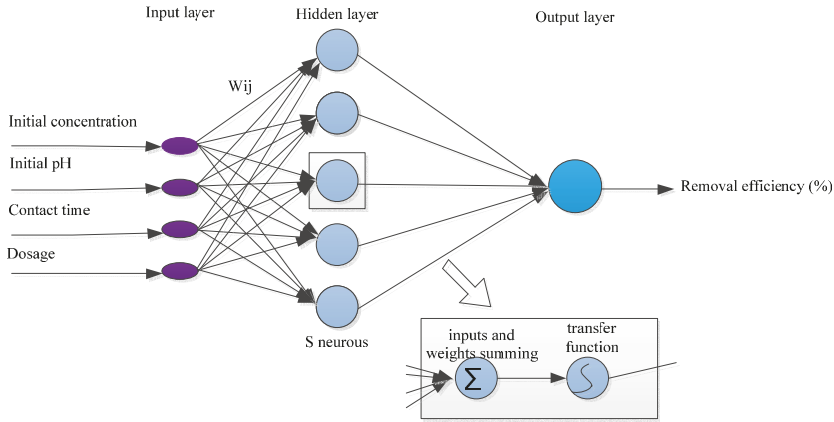 Input layer
Hidden layer
Output layer
Wij
Initial concentration
Initial pH
Contact time
Dosage
Removal efficiency (%)
S neurous
inputs and
weights summing
transfer
function
Σ